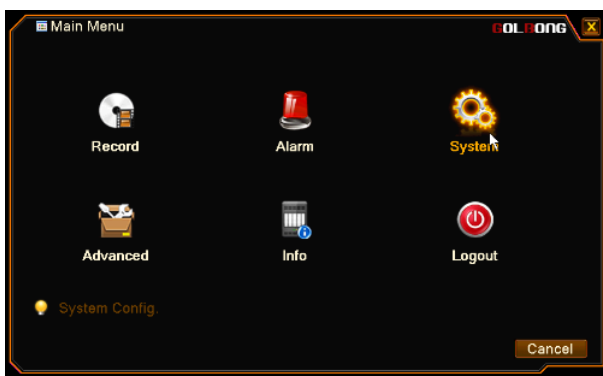 Main Menu
GOLBONG
Record
Alarm
System
Advanced
Info
Logout
System Config.
Cancel